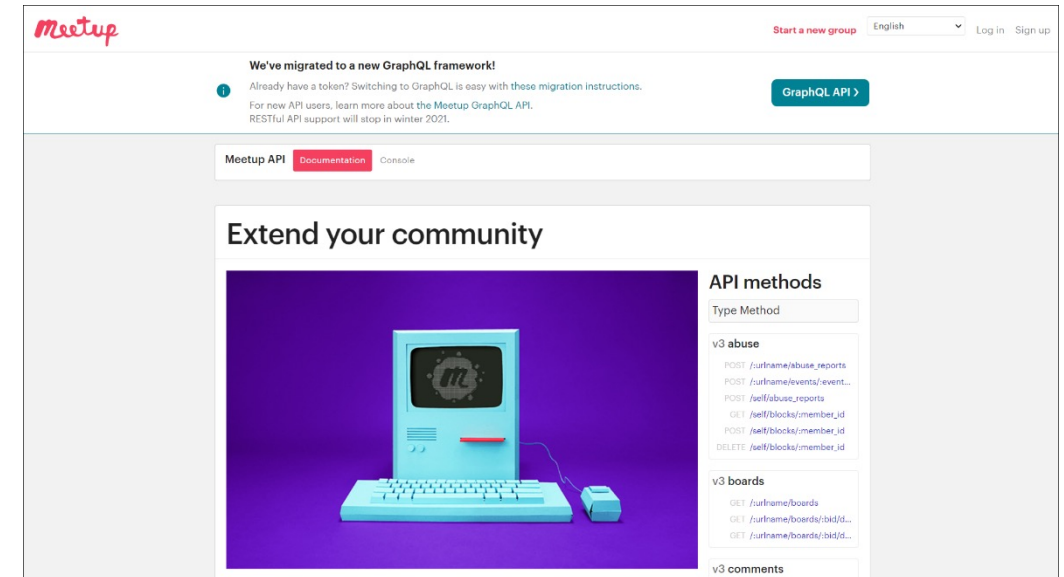 Meetup
Start a new group
English
Log in
Sign up
We've migrated to a new GraphQL framework!
Already have a token? Switching to GraphQL is easy with these migration instructions.
For new API users, learn more about the Meetup GraphQL API.
RESTful API support will stop in winter 2021.
GraphQL API >
Meetup API
Documentation
Console
Extend your community
m
API methods
Type Method
v3 abuse
POST /:urlname/abuse_reports
POST /:urlname/events/:event...
POST /self/abuse_reports
GET /self/blocks/:member_id
POST /self/blocks/:member_id
DELETE /self/blocks/:member_id
v3 boards
GET /:urlname/boards
GET /:urlname/boards/:bid/d...
GET /:urlname/boards/:bid/d...
v3 comments